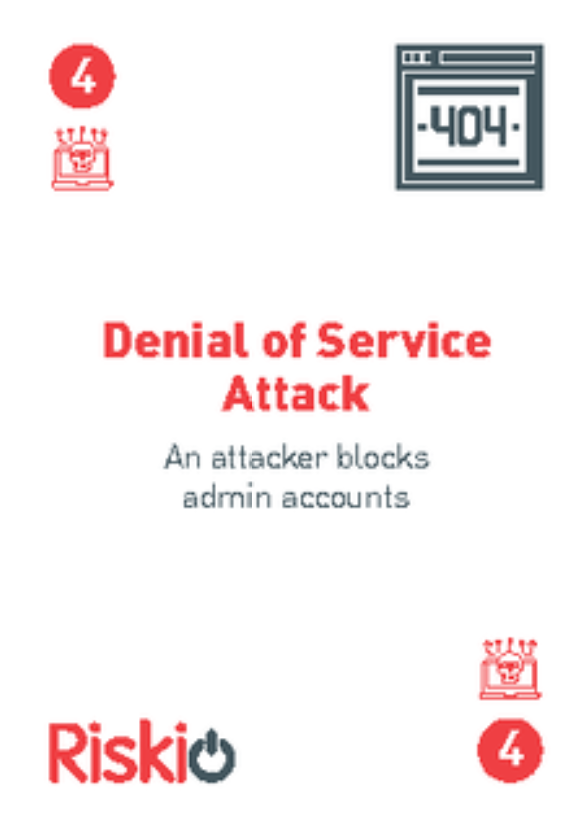 4
-404-
Denial of Service
Attack
An attacker blocks
admin accounts
Riskio
4